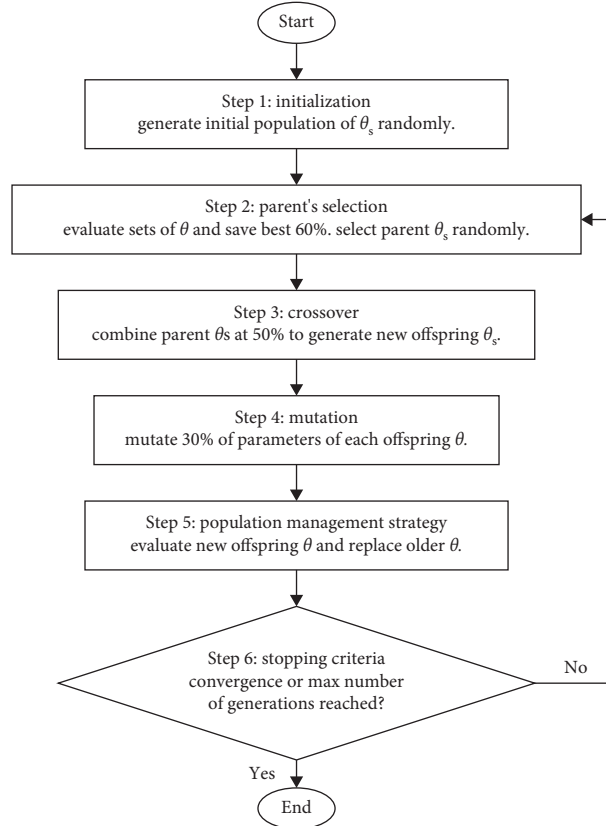 Start
Step 1: initialization
generate initial population of θs randomly.
Step 2: parent's selection
evaluate sets of θ and save best 60%. select parent θs randomly.
Step 3: crossover
combine parent θs at 50% to generate new offspring θs.
Step 4: mutation
mutate 30% of parameters of each offspring θ.
Step 5: population management strategy
evaluate new offspring θ and replace older θ.
Step 6: stopping criteria
convergence or max number
of generations reached?
No
Yes
End